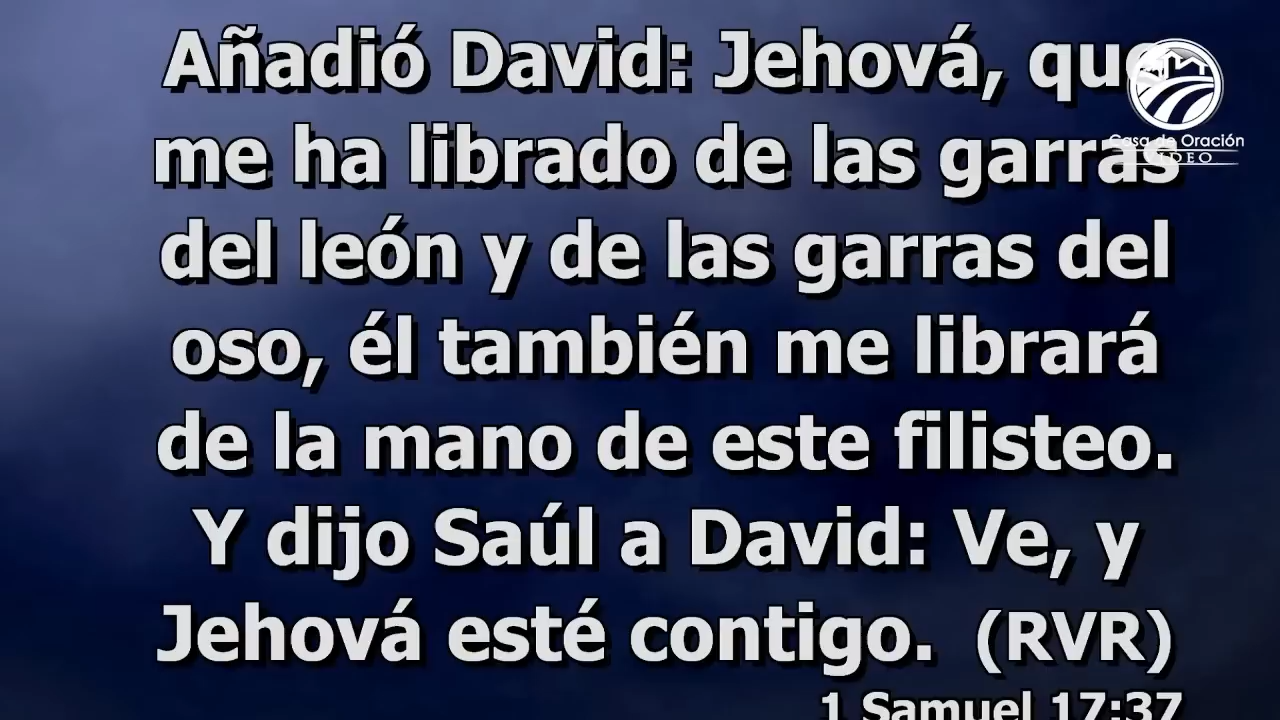 Añadió David: Jehová, que
me ha librado de las garras
del león y de las garras del
oso, él también me librará
de la mano de este filisteo.
Y dijo Saúl a David: Ve, y
Jehová esté contigo. (RVR)
1 Samuel 17:37
Casa de Oración
VIDEO